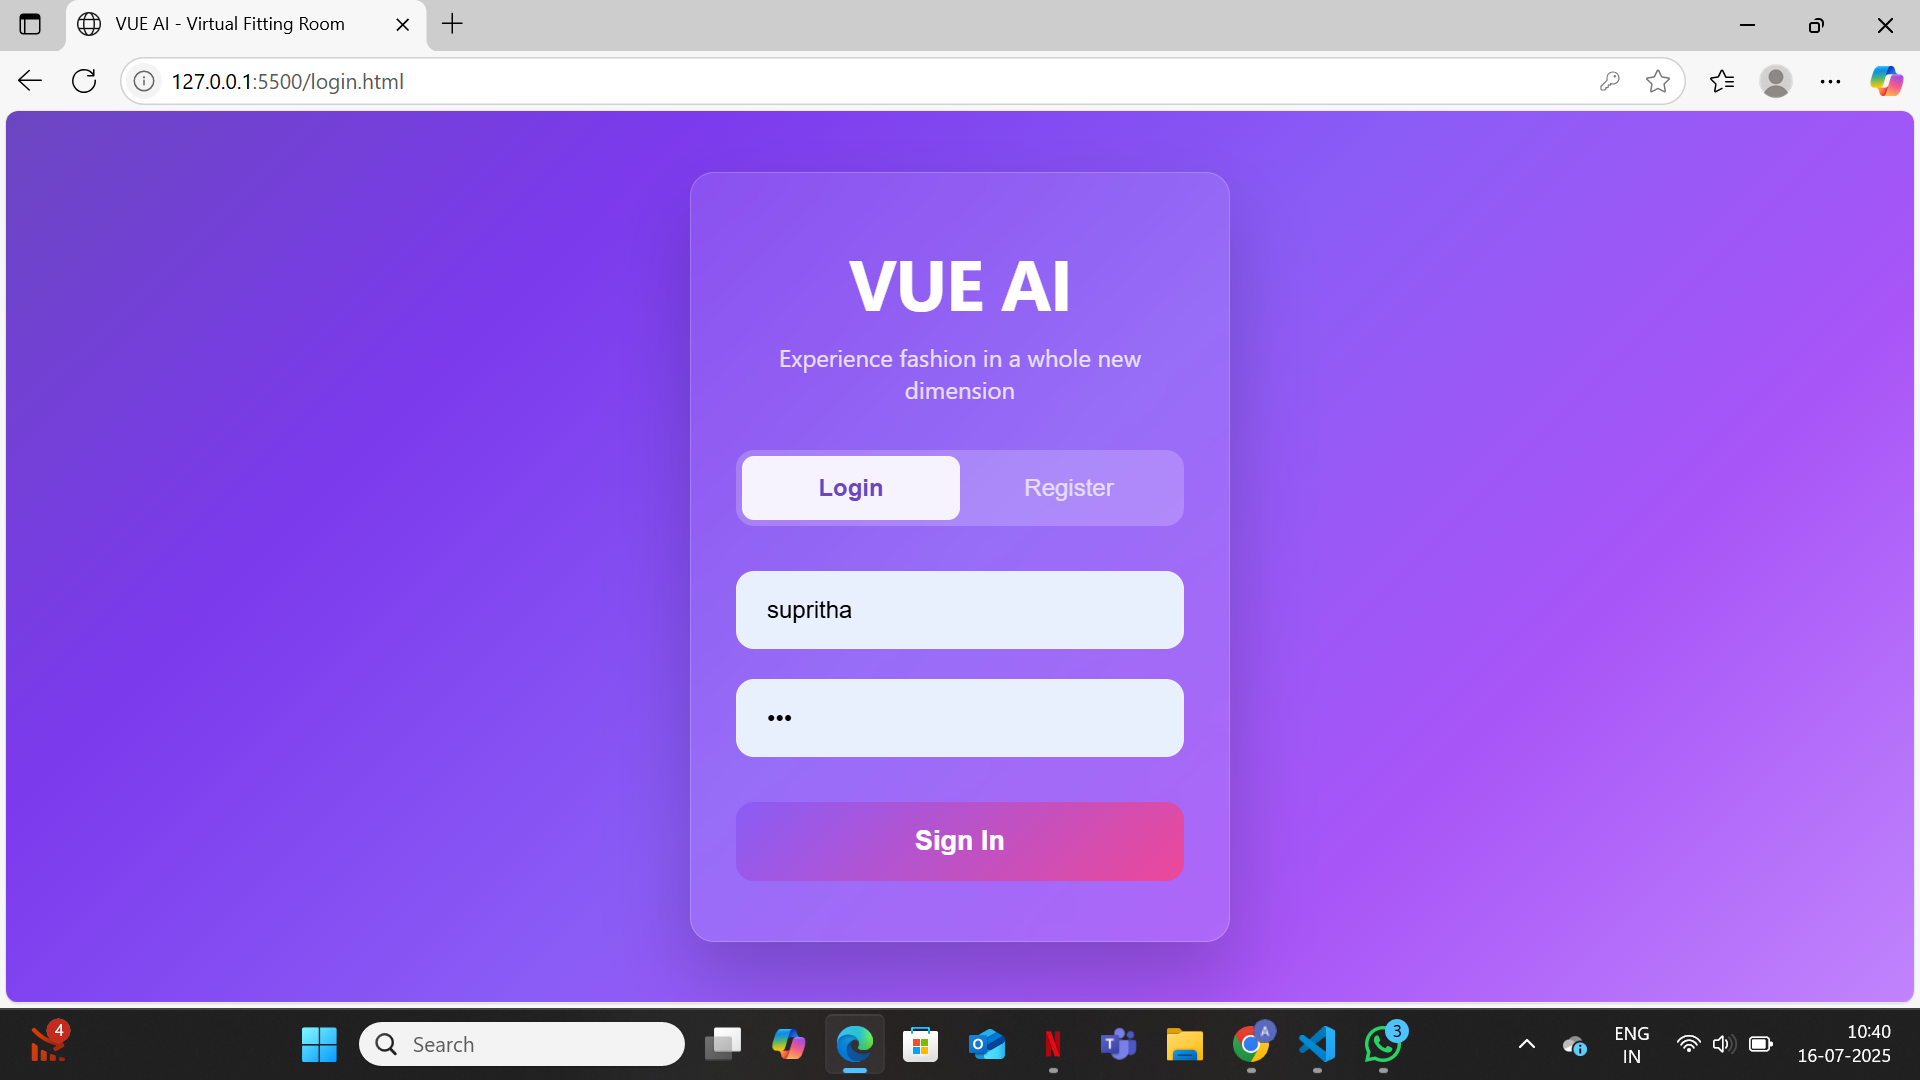 VUE AI - Virtual Fitting Room
127.0.0.1:5500/login.html
VUE AI
Experience fashion in a whole new
dimension
Login
Register
supritha
•••
Sign In
4
Search
A
3
ENG
IN
10:40
16-07-2025